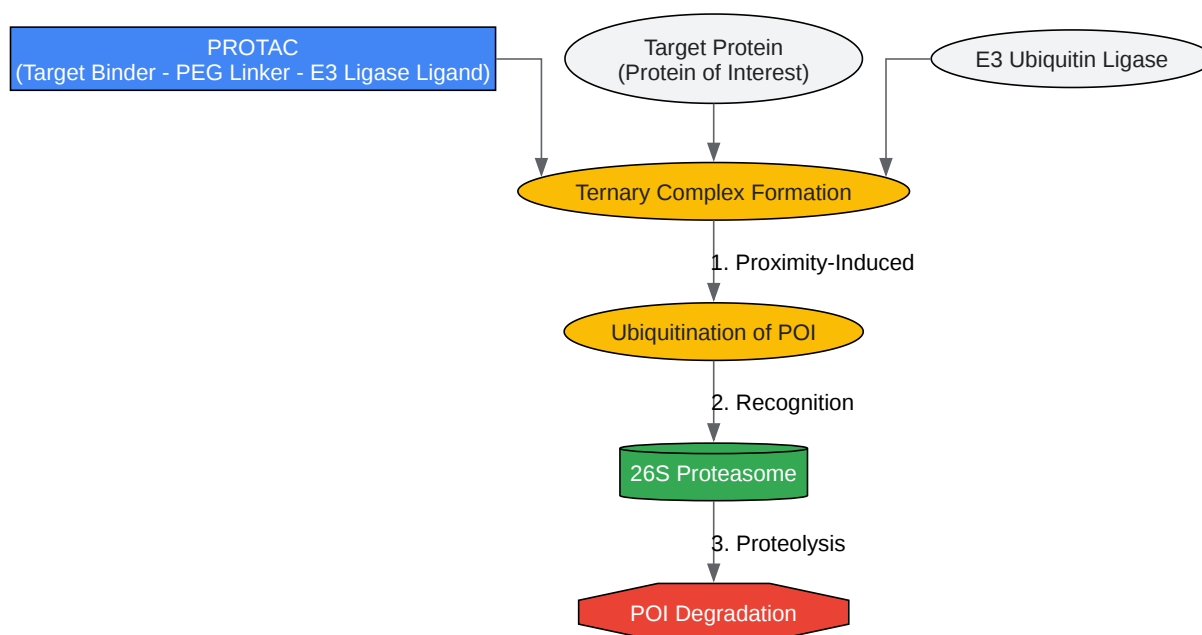 PROTAC
(Target Binder - PEG Linker - E3 Ligase Ligand)
Target Protein
(Protein of Interest)
E3 Ubiquitin Ligase
Ternary Complex Formation
1. Proximity-Induced
Ubiquitination of POI
2. Recognition
26S Proteasome
3. Proteolysis
POI Degradation